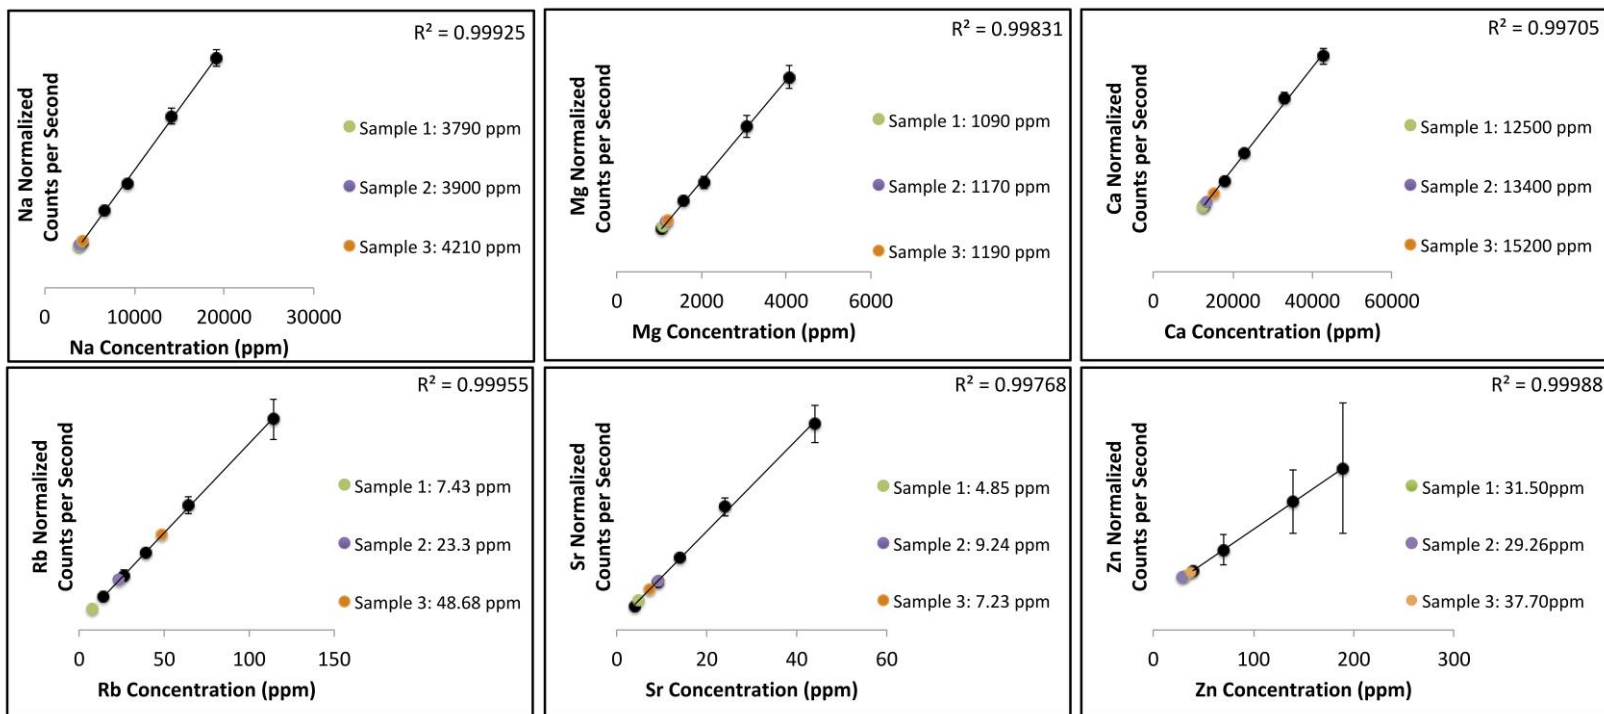 R² = 0.99925
Na Normalized
Counts per Second
Sample 1: 3790 ppm
Sample 2: 3900 ppm
Sample 3: 4210 ppm
0 10000 20000 30000
Na Concentration (ppm)
R² = 0.99831
Mg Normalized
Counts per Second
Sample 1: 1090 ppm
Sample 2: 1170 ppm
Sample 3: 1190 ppm
0 2000 4000 6000
Mg Concentration (ppm)
R² = 0.99705
Ca Normalized
Counts per Second
Sample 1: 12500 ppm
Sample 2: 13400 ppm
Sample 3: 15200 ppm
0 20000 40000 60000
Ca Concentration (ppm)
R² = 0.99955
Rb Normalized
Counts per Second
Sample 1: 7.43 ppm
Sample 2: 23.3 ppm
Sample 3: 48.68 ppm
0 50 100 150
Rb Concentration (ppm)
R² = 0.99768
Sr Normalized
Counts per Second
Sample 1: 4.85 ppm
Sample 2: 9.24 ppm
Sample 3: 7.23 ppm
0 20 40 60
Sr Concentration (ppm)
R² = 0.99988
Zn Normalized
Counts per Second
Sample 1: 31.50ppm
Sample 2: 29.26ppm
Sample 3: 37.70ppm
0 100 200 300
Zn Concentration (ppm)